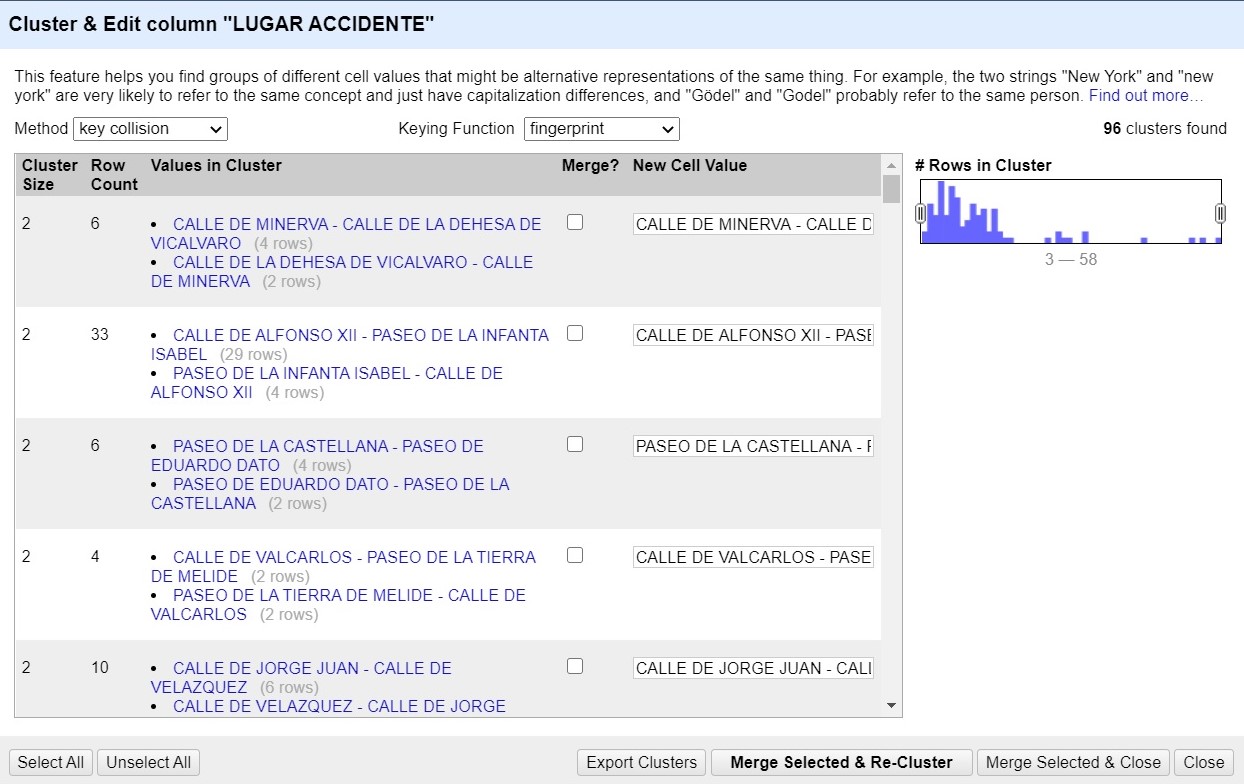 Cluster & Edit column "LUGAR ACCIDENTE"
This feature helps you find groups of different cell values that might be alternative representations of the same thing. For example, the two strings "New York" and "new
york" are very likely to refer to the same concept and just have capitalization differences, and "Gödel" and "Godel" probably refer to the same person. Find out more…
Method key collision Keying Function fingerprint 96 clusters found
Cluster Size Row Count Values in Cluster Merge? New Cell Value # Rows in Cluster
3 — 58
2 6 • CALLE DE MINERVA - CALLE DE LA DEHESA DE CALLE DE MINERVA - CALLE D
VICALVARO (4 rows)
• CALLE DE LA DEHESA DE VICALVARO - CALLE
DE MINERVA (2 rows)
2 33 • CALLE DE ALFONSO XII - PASEO DE LA INFANTA CALLE DE ALFONSO XII - PASE
ISABEL (29 rows)
• PASEO DE LA INFANTA ISABEL - CALLE DE
ALFONSO XII (4 rows)
2 6 • PASEO DE LA CASTELLANA - PASEO DE PASEO DE LA CASTELLANA -
EDUARDO DATO (4 rows)
• PASEO DE EDUARDO DATO - PASEO DE LA
CASTELLANA (2 rows)
2 4 • CALLE DE VALCARLOS - PASEO DE LA TIERRA CALLE DE VALCARLOS - PASE
DE MELIDE (2 rows)
• PASEO DE LA TIERRA DE MELIDE - CALLE DE
VALCARLOS (2 rows)
2 10 • CALLE DE JORGE JUAN - CALLE DE CALLE DE JORGE JUAN - CALL
VELAZQUEZ (6 rows)
• CALLE DE VELAZQUEZ - CALLE DE JORGE
Select All Unselect All Export Clusters Merge Selected & Re-Cluster Merge Selected & Close Close